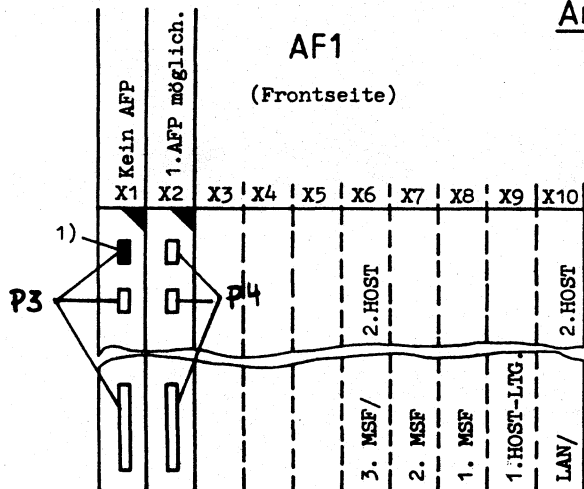 Ar
AF1
(Frontseite)
Kein AFP
1.AFP möglich.
X1 X2 X3 X4 X5 X6 X7 X8 X9 X10
1)
P3
P4
2.HOST
2.HOST
3. MSF/
2. MSF
1. MSF
1.HOST-LTG.
LAN/